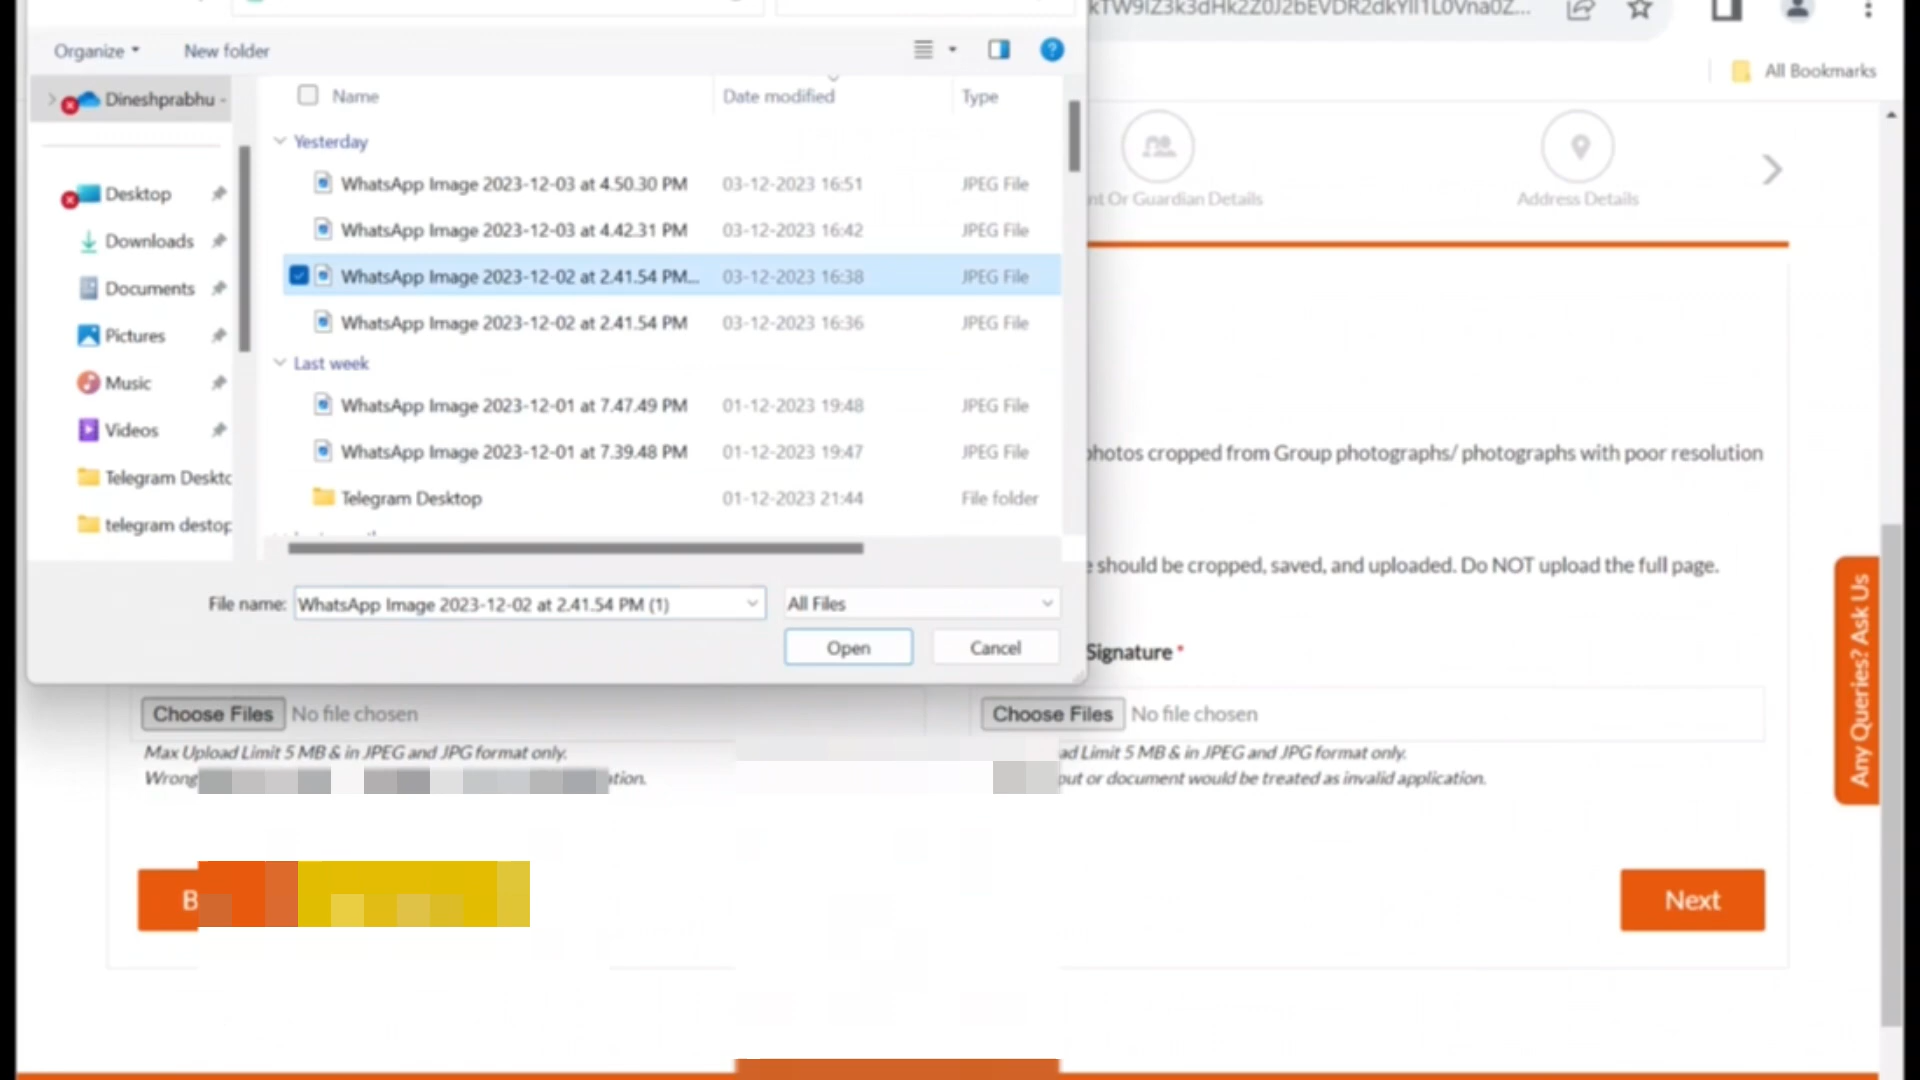 Organize
New folder
All Bookmarks
Dineshprabhu -
Name
Date modified
Type
Yesterday
WhatsApp Image 2023-12-03 at 4.50.30 PM 03-12-2023 16:51 JPEG File
WhatsApp Image 2023-12-03 at 4.42.31 PM 03-12-2023 16:42 JPEG File
WhatsApp Image 2023-12-02 at 2.41.54 PM... 03-12-2023 16:38 JPEG File
WhatsApp Image 2023-12-02 at 2.41.54 PM 03-12-2023 16:36 JPEG File
Last week
WhatsApp Image 2023-12-01 at 7.47.49 PM 01-12-2023 19:48 JPEG File
WhatsApp Image 2023-12-01 at 7.39.48 PM 01-12-2023 19:47 JPEG File
Telegram Desktop 01-12-2023 21:44 File folder
Desktop
Downloads
Documents
Pictures
Music
Videos
Telegram Deskto
telegram destop
Or Guardian Details
Address Details
photos cropped from Group photographs/ photographs with poor resolution
should be cropped, saved, and uploaded. Do NOT upload the full page.
File name: WhatsApp Image 2023-12-02 at 2.41.54 PM (1)
All Files
Open
Cancel
Signature *
Choose Files No file chosen
Choose Files No file chosen
Max Upload Limit 5 MB & in JPEG and JPG format only.
Limit 5 MB & in JPEG and JPG format only.
Wrong
or document would be treated as invalid application.
Next
Any Queries? Ask Us